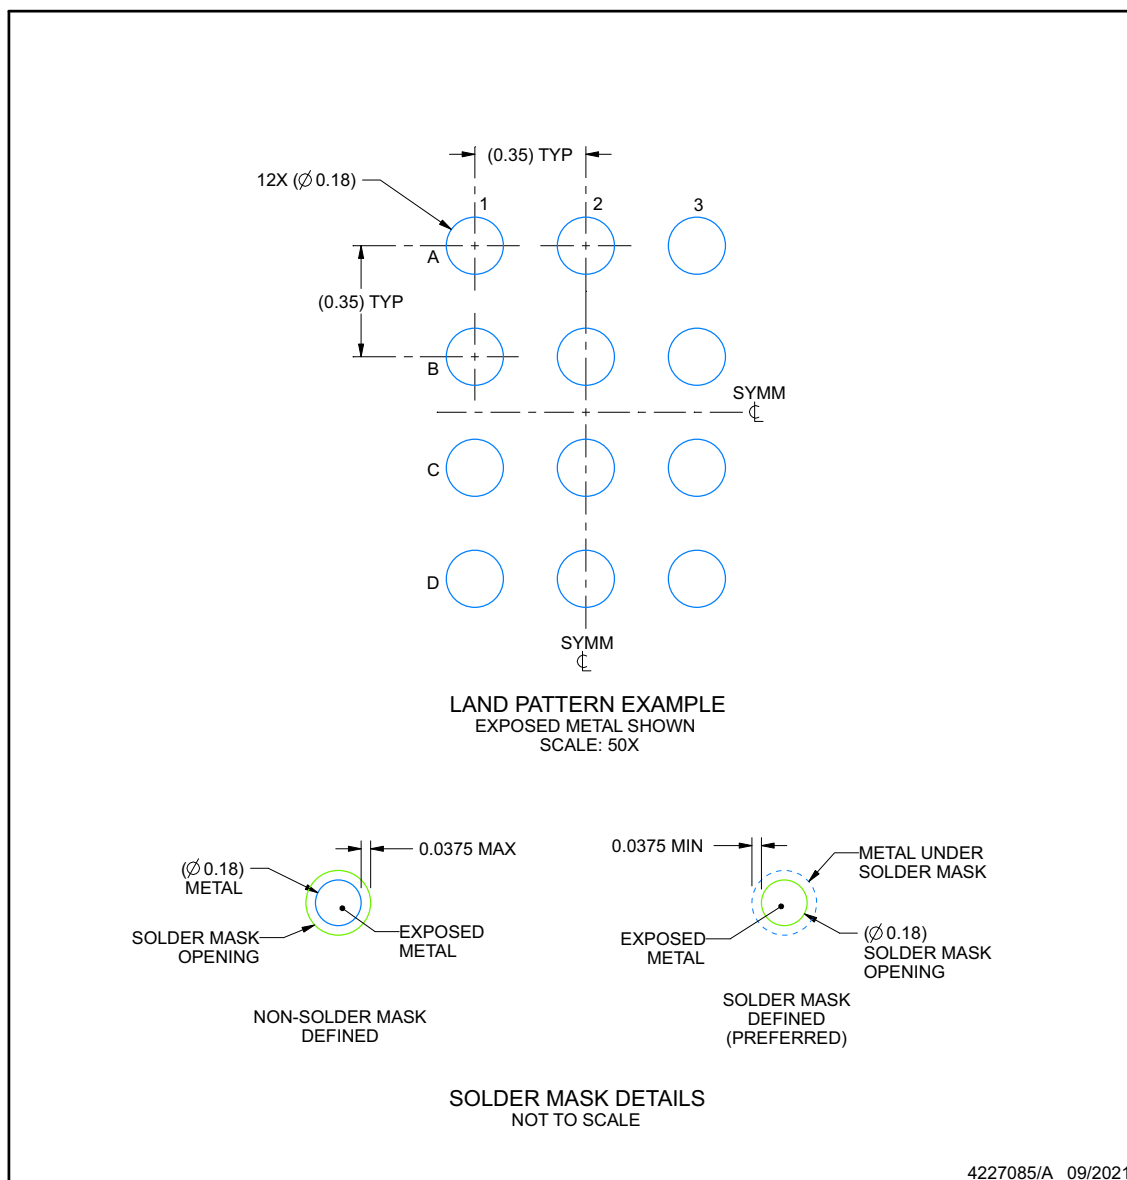 (0.35) TYP
12X (∅ 0.18)
1
2
3
A
(0.35) TYP
B
SYMM
℄
C
D
SYMM
℄
LAND PATTERN EXAMPLE
EXPOSED METAL SHOWN
SCALE: 50X
(∅ 0.18)
METAL
0.0375 MAX
SOLDER MASK
OPENING
EXPOSED
METAL
NON-SOLDER MASK
DEFINED
0.0375 MIN
METAL UNDER
SOLDER MASK
EXPOSED
METAL
(∅ 0.18)
SOLDER MASK
OPENING
SOLDER MASK
DEFINED
(PREFERRED)
SOLDER MASK DETAILS
NOT TO SCALE
4227085/A 09/2021